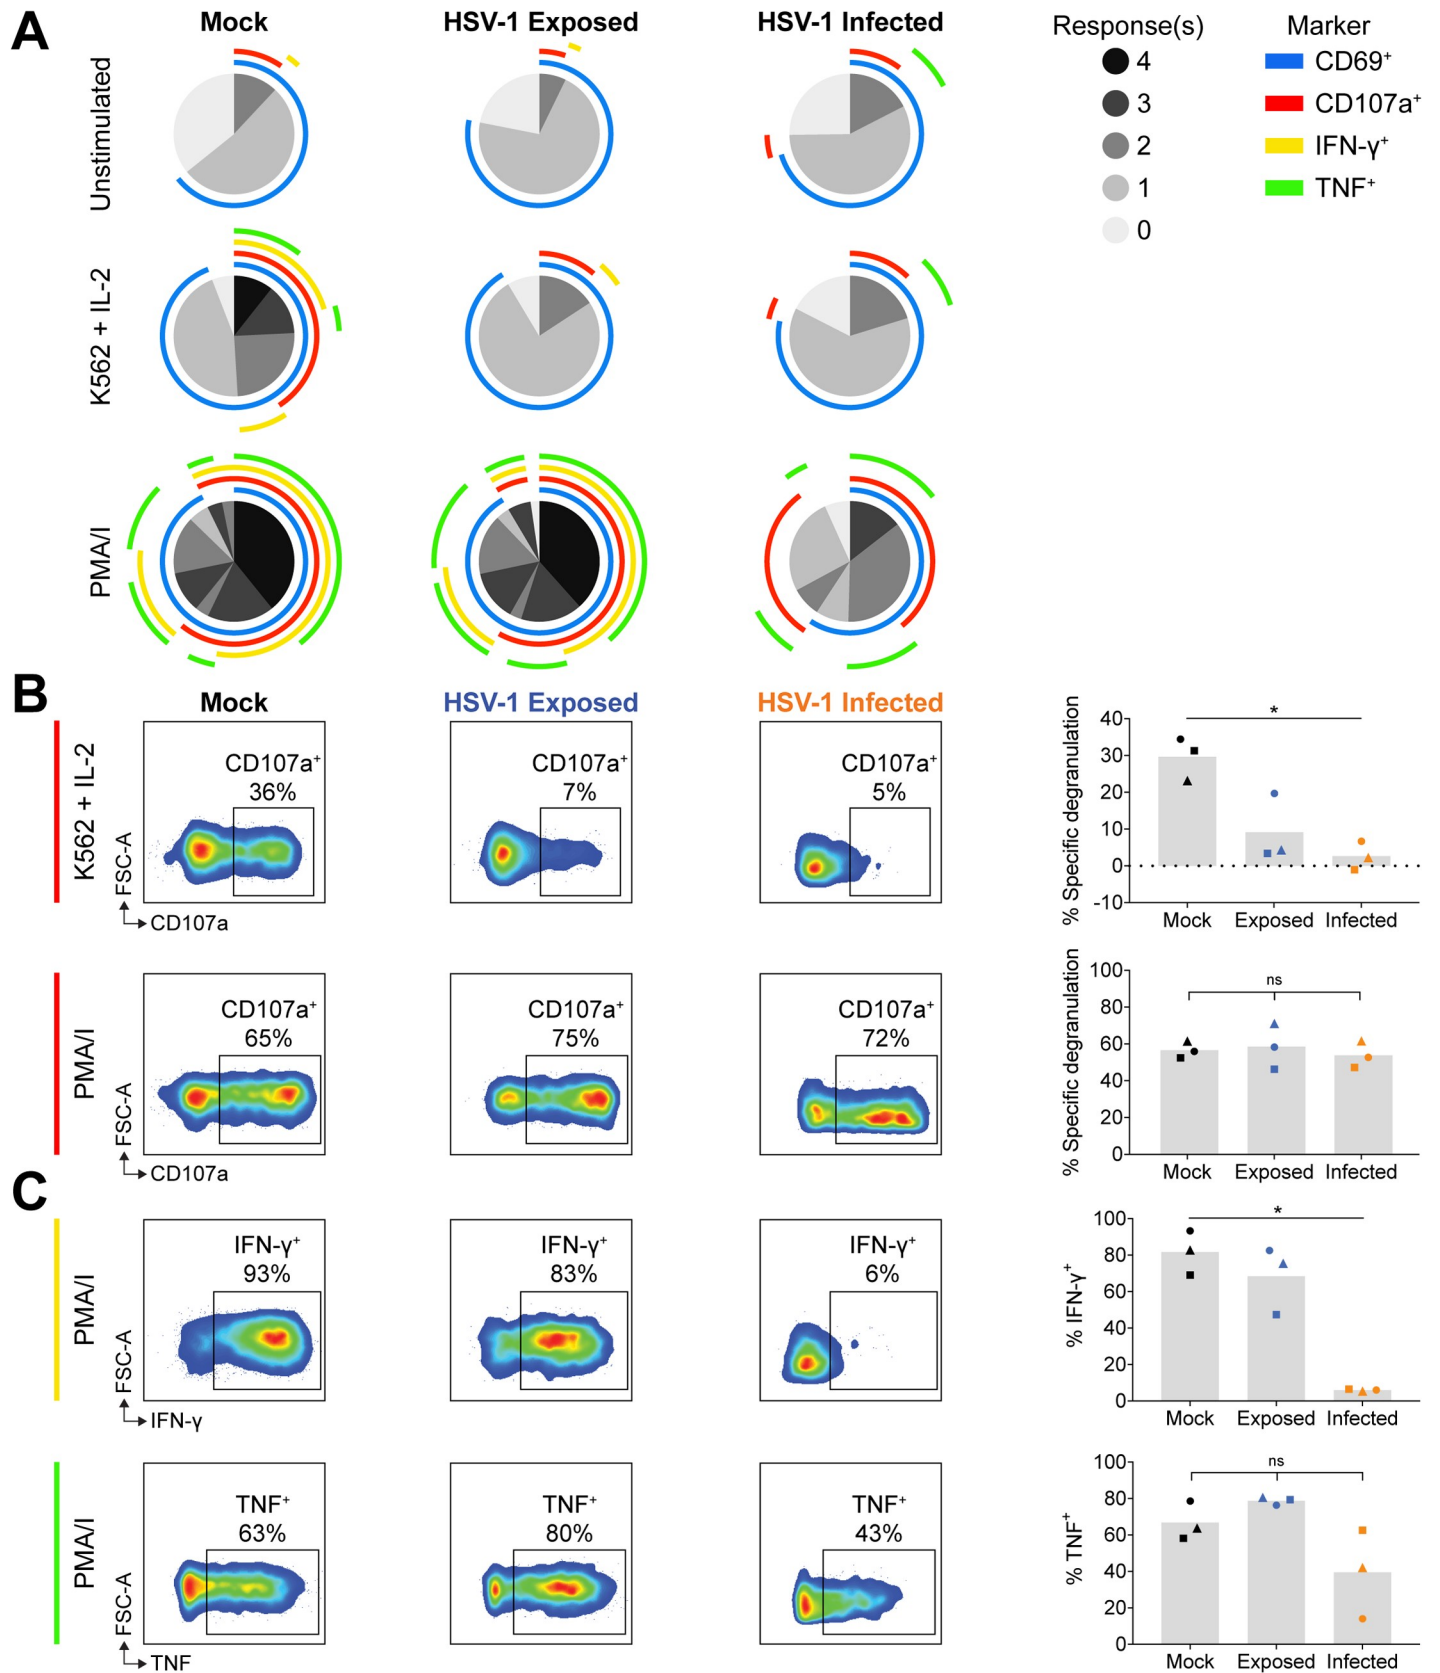 A
Mock
HSV-1 Exposed
HSV-1 Infected
Response(s)
Marker
4
3
2
1
0
CD69+
CD107a+
IFN-γ+
TNF+
Unstimulated
K562 + IL-2
PMA/I
B
Mock
HSV-1 Exposed
HSV-1 Infected
K562 + IL-2
FSC-A
CD107a
CD107a+
36%
CD107a+
7%
CD107a+
5%
% Specific degranulation
40
30
20
10
0
-10
*
Mock
Exposed
Infected
PMA/I
FSC-A
CD107a
CD107a+
65%
CD107a+
75%
CD107a+
72%
% Specific degranulation
100
80
60
40
20
0
ns
Mock
Exposed
Infected
C
PMA/I
FSC-A
IFN-γ
IFN-γ+
93%
IFN-γ+
83%
IFN-γ+
6%
% IFN-γ+
100
80
60
40
20
0
*
Mock
Exposed
Infected
PMA/I
FSC-A
TNF
TNF+
63%
TNF+
80%
TNF+
43%
% TNF+
100
80
60
40
20
0
ns
Mock
Exposed
Infected